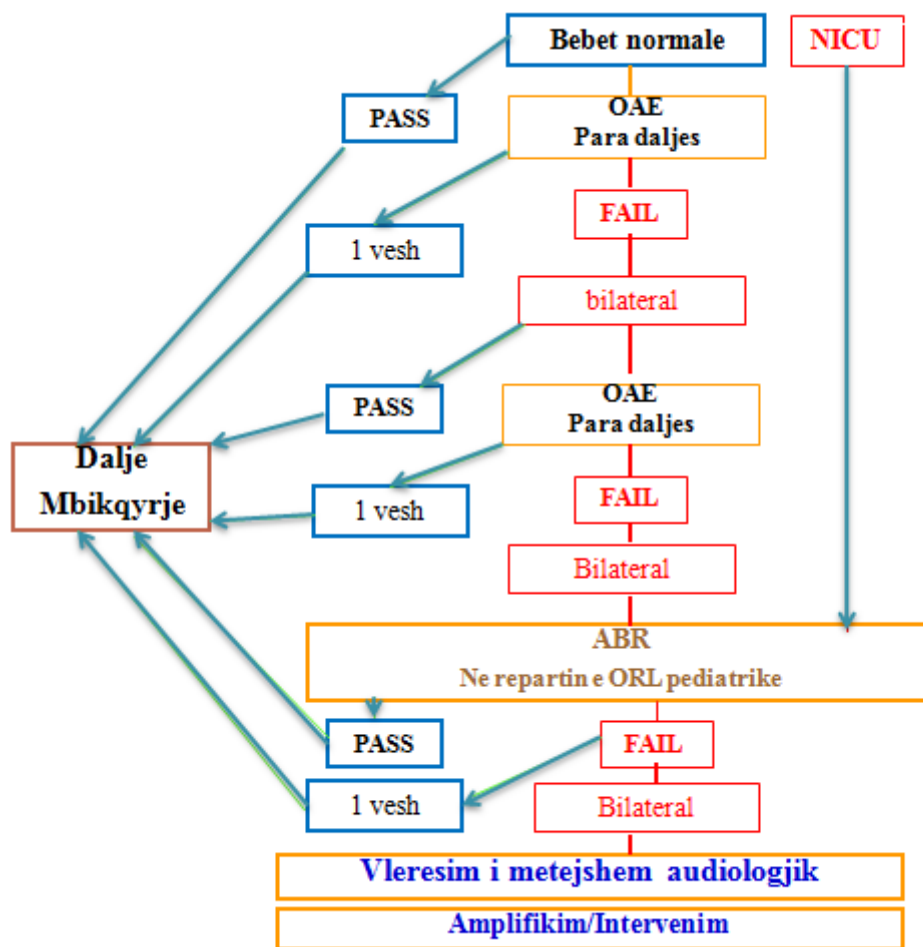 Bebet normale
NICU
PASS
OAE
Para daljes
FAIL
1 vesh
bilateral
PASS
OAE
Para daljes
Dalje
Mbikqyrje
FAIL
1 vesh
Bilateral
ABR
Ne repartin e ORL pediatrike
PASS
FAIL
1 vesh
Bilateral
Vleresim i metejshem audiologjik
Amplifikim/Intervenim